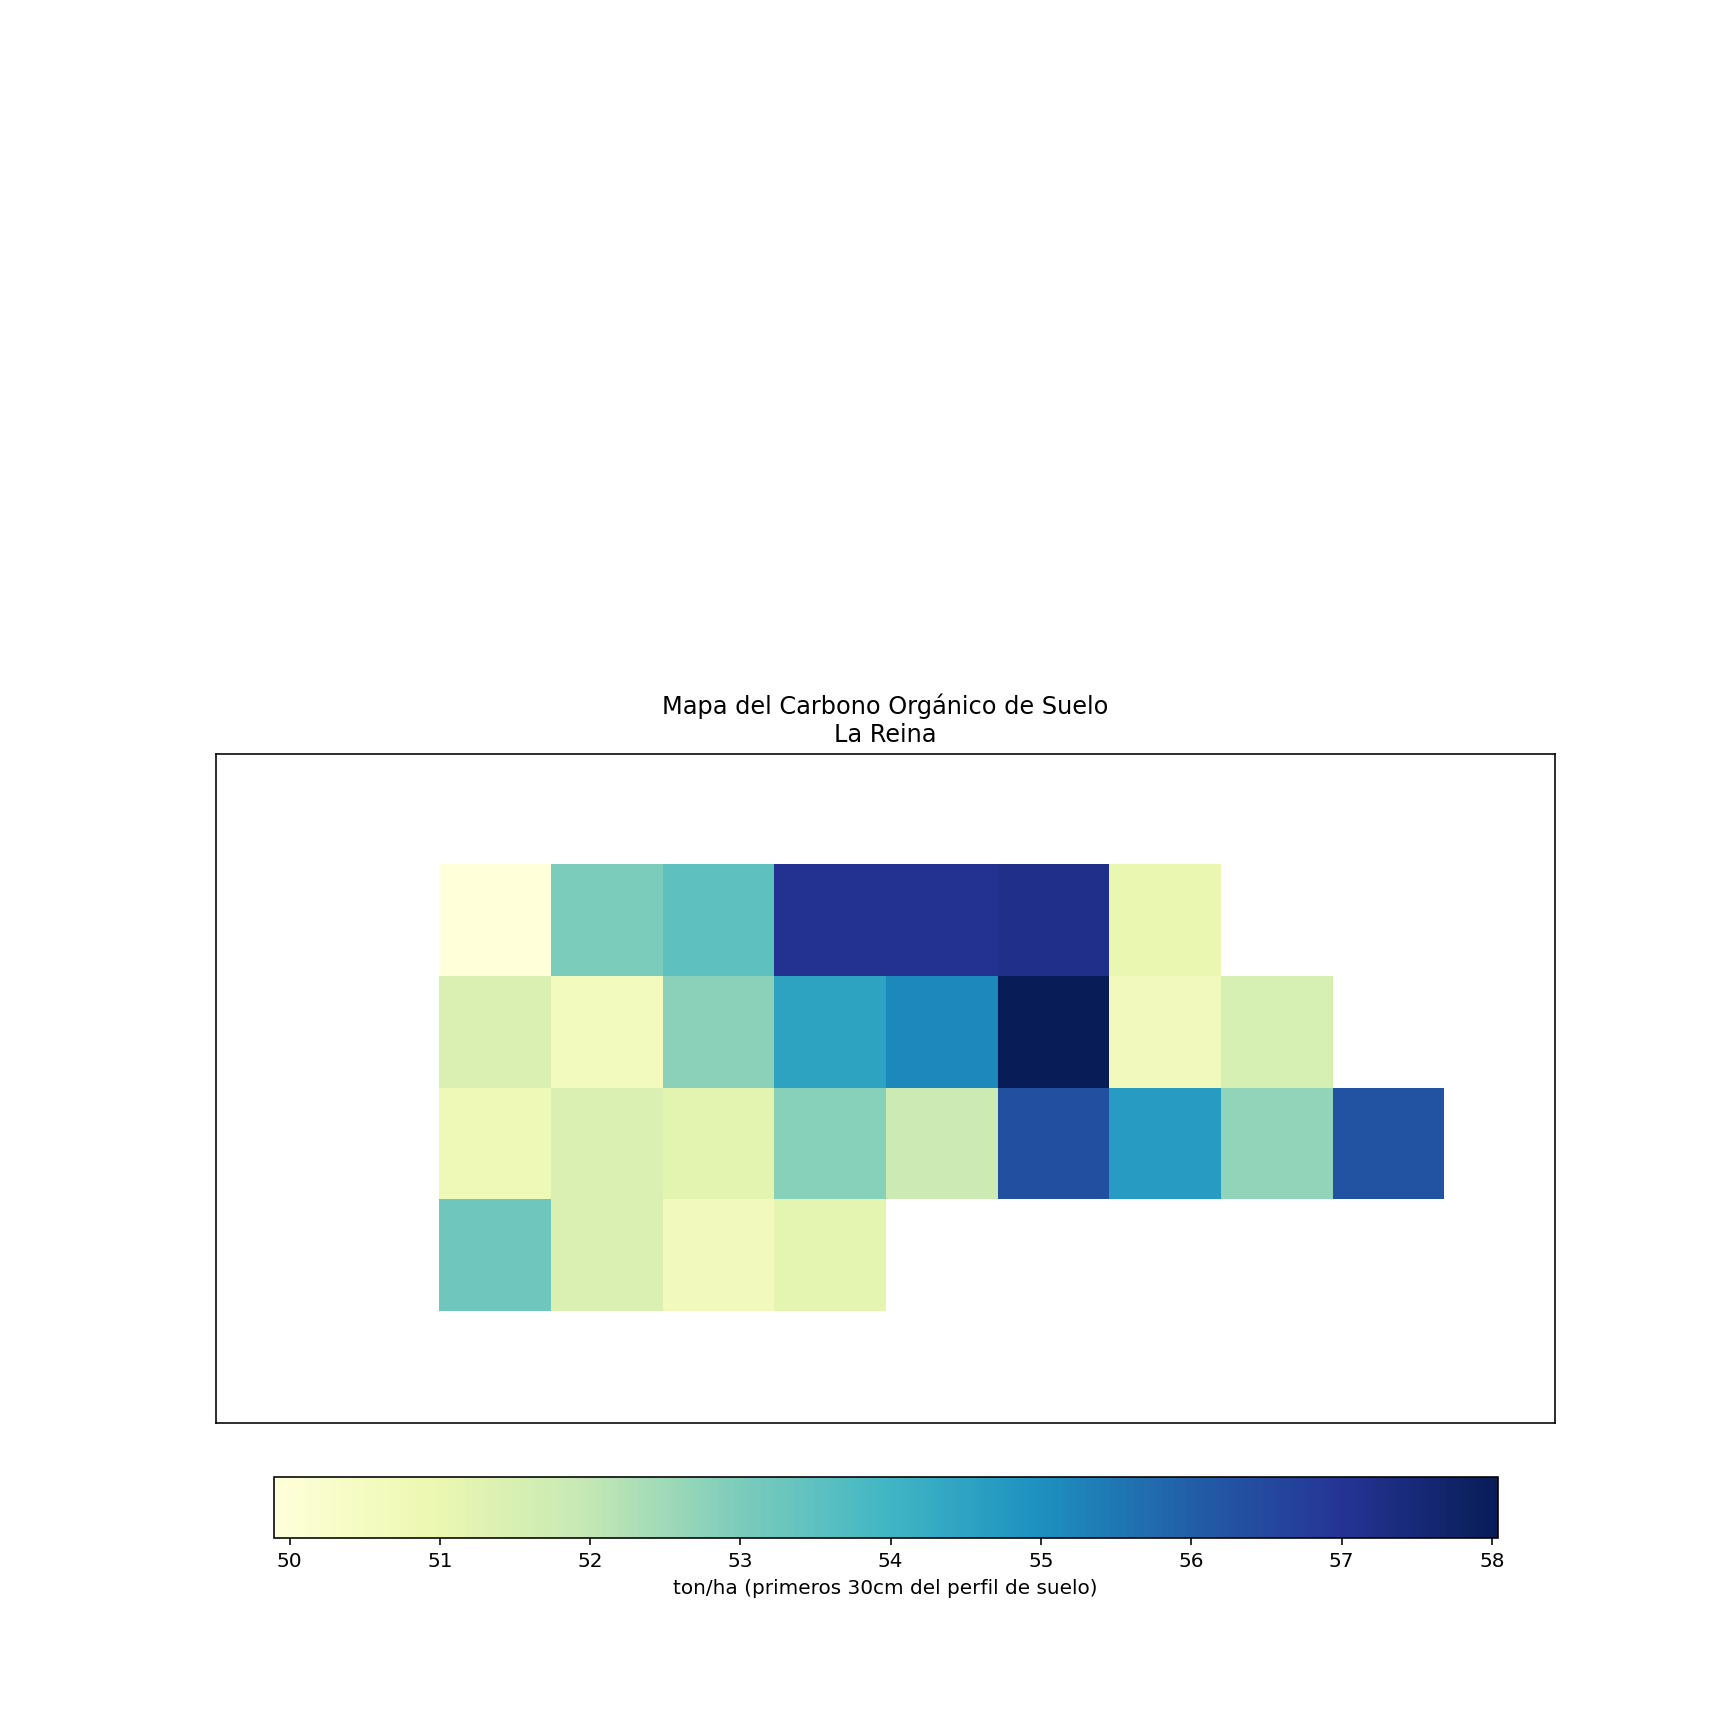 Mapa del Carbono Orgánico de Suelo
La Reina
50 51 52 53 54 55 56 57 58
ton/ha (primeros 30cm del perfil de suelo)